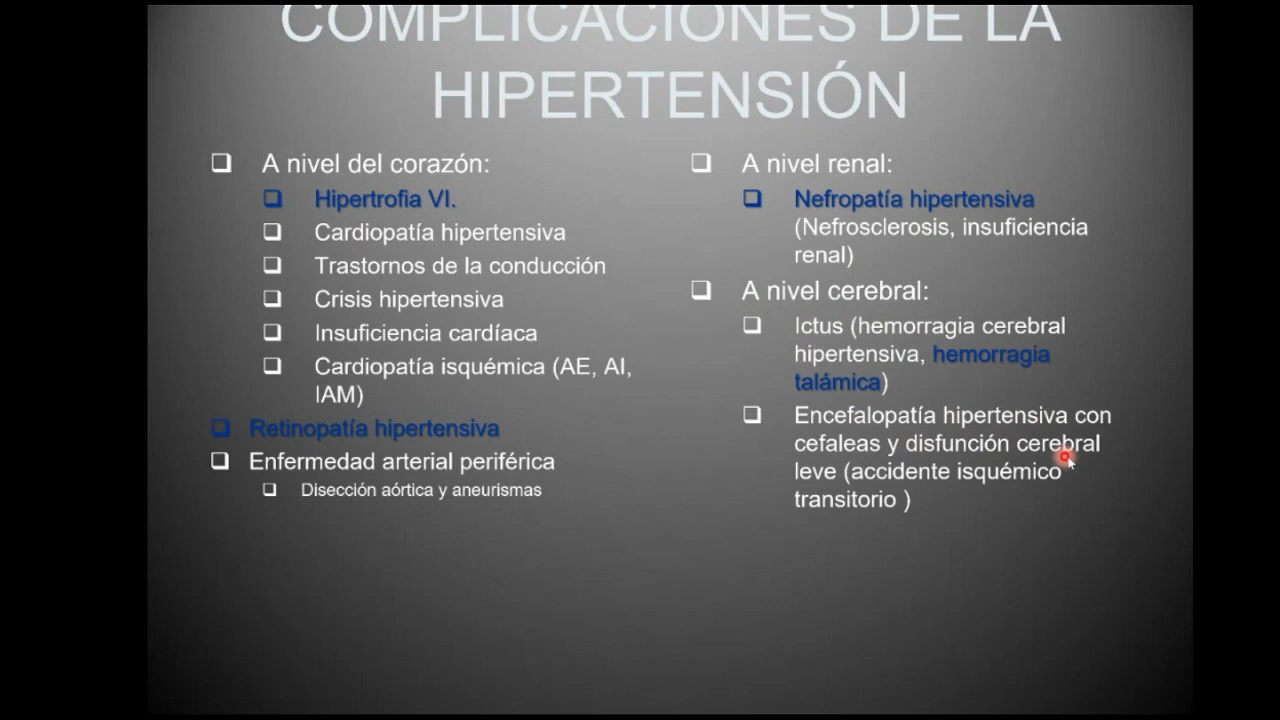 COMPLICACIONES DE LA
HIPERTENSIÓN
A nivel del corazón:
Hipertrofia VI.
Cardiopatía hipertensiva
Trastornos de la conducción
Crisis hipertensiva
Insuficiencia cardíaca
Cardiopatía isquémica (AE, AI,
IAM)
Retinopatía hipertensiva
Enfermedad arterial periférica
Disección aórtica y aneurismas
A nivel renal:
Nefropatía hipertensiva
(Nefrosclerosis, insuficiencia
renal)
A nivel cerebral:
Ictus (hemorragia cerebral
hipertensiva, hemorragia
talámica)
Encefalopatía hipertensiva con
cefaleas y disfunción cerebral
leve (accidente isquémico
transitorio )